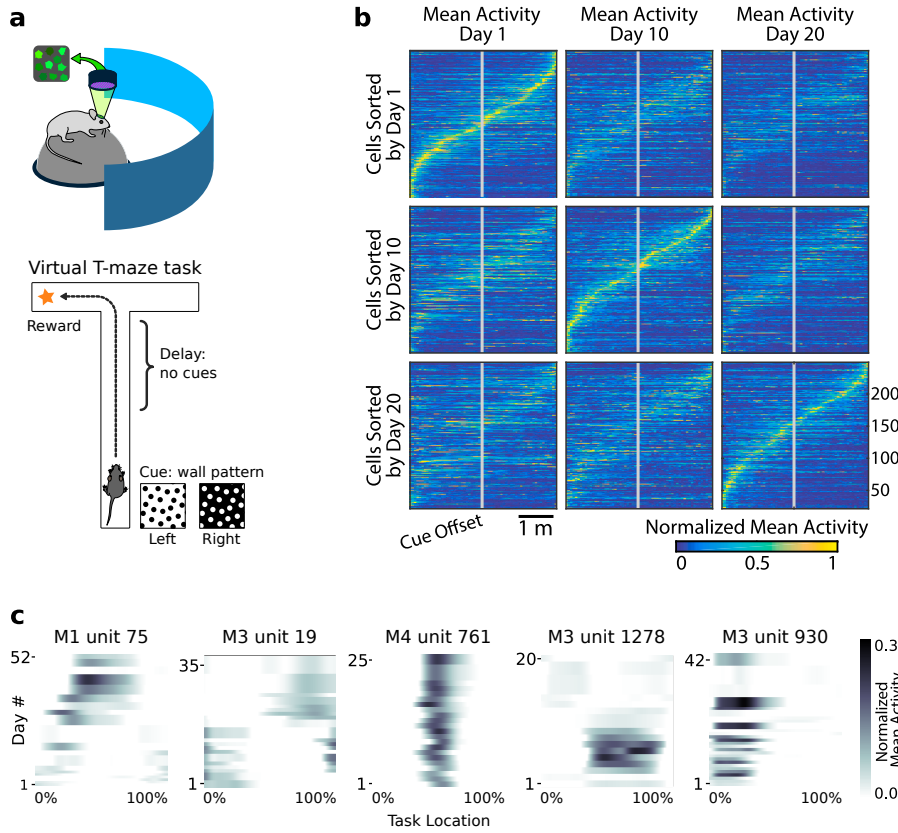 a
Virtual T-maze task
Reward
Delay:
no cues
Cue: wall pattern
Left
Right
b
Mean Activity
Day 1
Mean Activity
Day 10
Mean Activity
Day 20
Cells Sorted
by Day 1
Cells Sorted
by Day 10
Cells Sorted
by Day 20
200
150
100
50
Cue Offset
1 m
Normalized Mean Activity
0
0.5
1
c
M1 unit 75
M3 unit 19
M4 unit 761
M3 unit 1278
M3 unit 930
Day #
52-
1-
35-
1-
25-
1-
20-
1-
42-
1-
0%
100%
0%
100%
0%
100%
0%
100%
0%
100%
Task Location
0.3
0.0
Normalized
Mean Activity